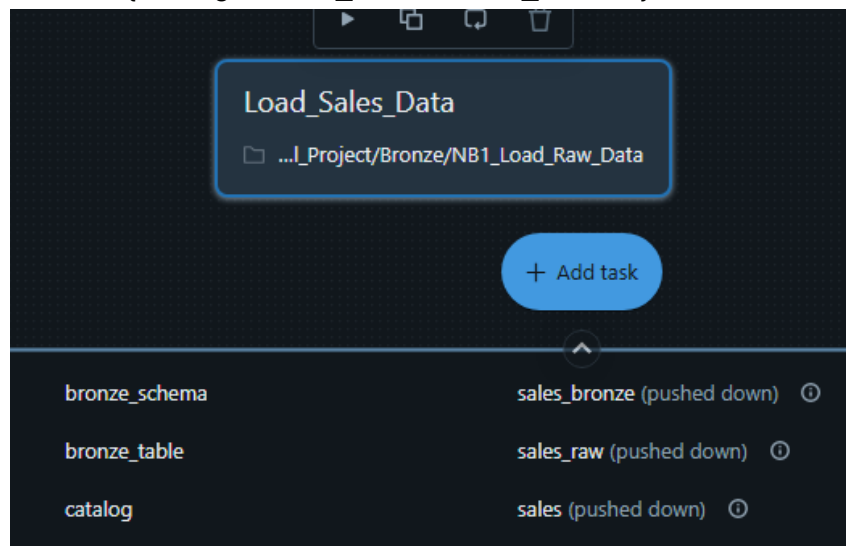 Load_Sales_Data
...l_Project/Bronze/NB1_Load_Raw_Data
+ Add task
bronze_schema sales_bronze (pushed down)
bronze_table sales_raw (pushed down)
catalog sales (pushed down)